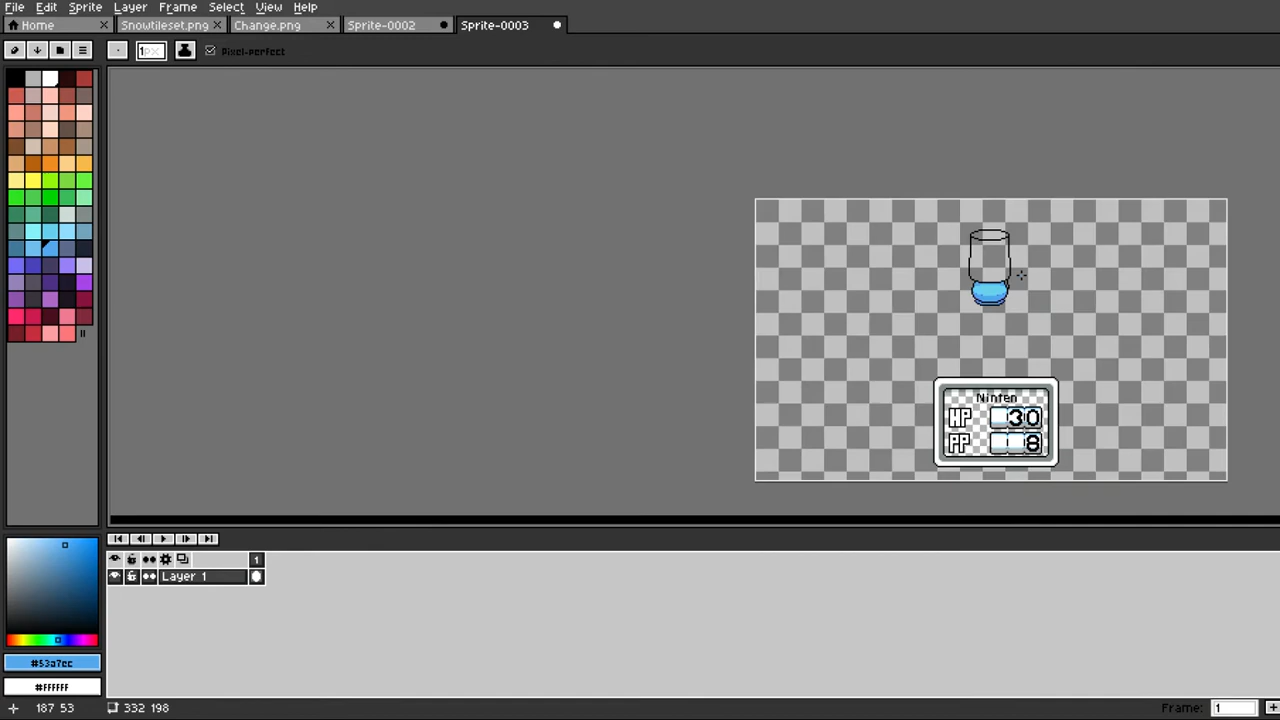 File Edit Sprite Layer Frame Select View Help
Home Snowtileset.png Change.png Sprite-0002 Sprite-0003
1px Pixel-perfect
Ninten
HP 30
PP 8
1
Layer 1
#53a7ec
#ffffff
187 53 332 198 Frame: 1